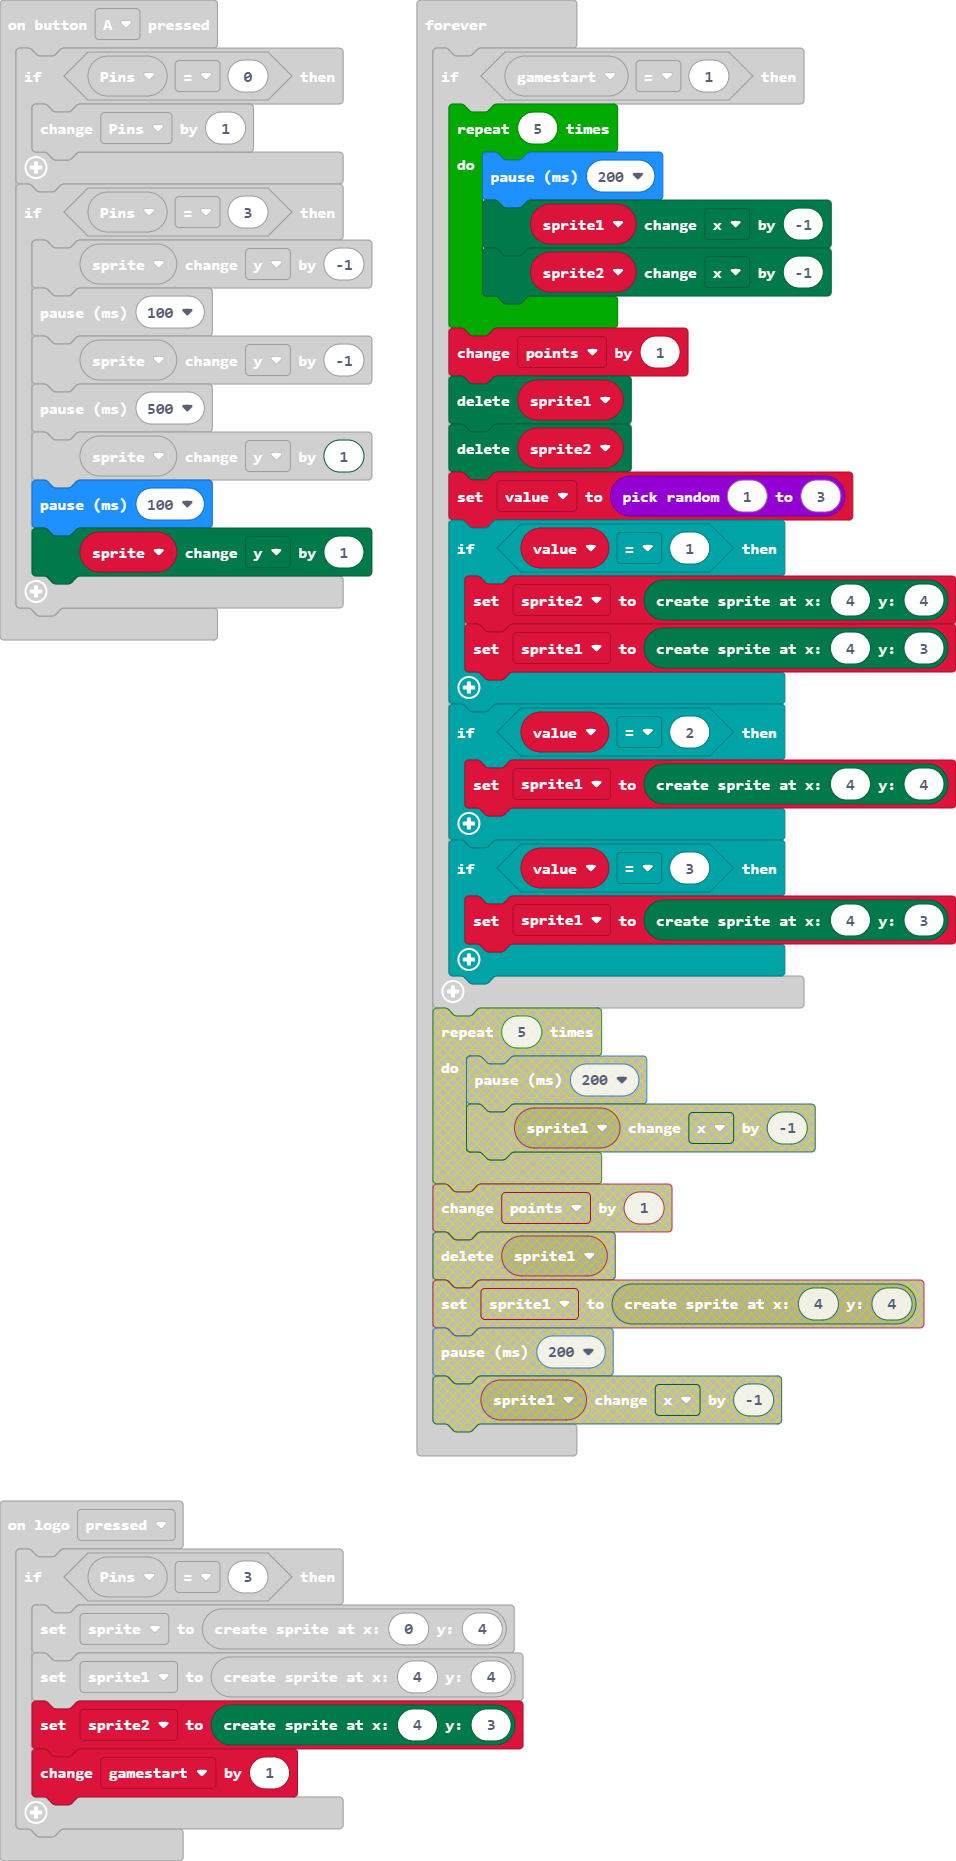 on button A pressed
if Pins = 0 then
change Pins by 1
if Pins = 3 then
sprite change y by -1
pause (ms) 100
sprite change y by -1
pause (ms) 500
sprite change y by 1
pause (ms) 100
sprite change y by 1
forever
if gamestart = 1 then
repeat 5 times
do pause (ms) 200
sprite1 change x by -1
sprite2 change x by -1
change points by 1
delete sprite1
delete sprite2
set value to pick random 1 to 3
if value = 1 then
set sprite2 to create sprite at x: 4 y: 4
set sprite1 to create sprite at x: 4 y: 3
if value = 2 then
set sprite1 to create sprite at x: 4 y: 4
if value = 3 then
set sprite1 to create sprite at x: 4 y: 3
repeat 5 times
do pause (ms) 200
sprite1 change x by -1
change points by 1
delete sprite1
set sprite1 to create sprite at x: 4 y: 4
pause (ms) 200
sprite1 change x by -1
on logo pressed
if Pins = 3 then
set sprite to create sprite at x: 0 y: 4
set sprite1 to create sprite at x: 4 y: 4
set sprite2 to create sprite at x: 4 y: 3
change gamestart by 1